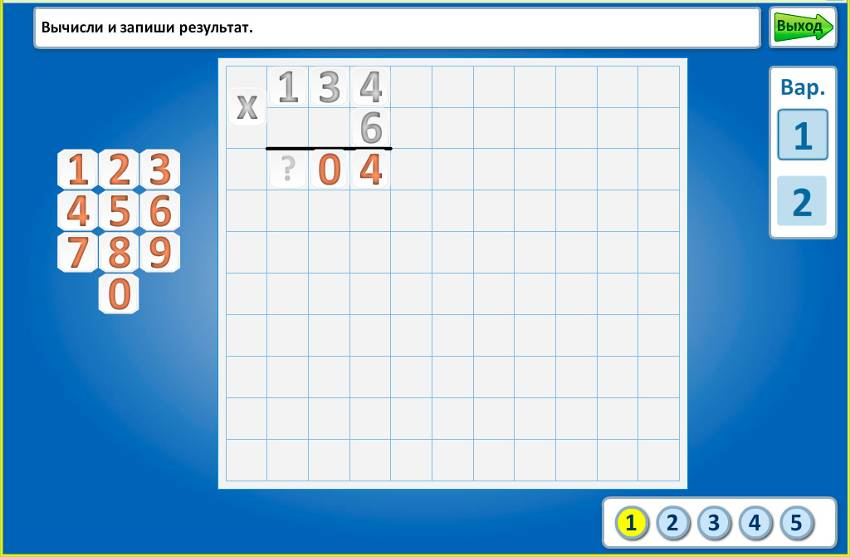 Вычисли и запиши результат.
Выход
Вар.
1
2
x 1 3 4
6
? 0 4
1 2 3
4 5 6
7 8 9
0
1 2 3 4 5